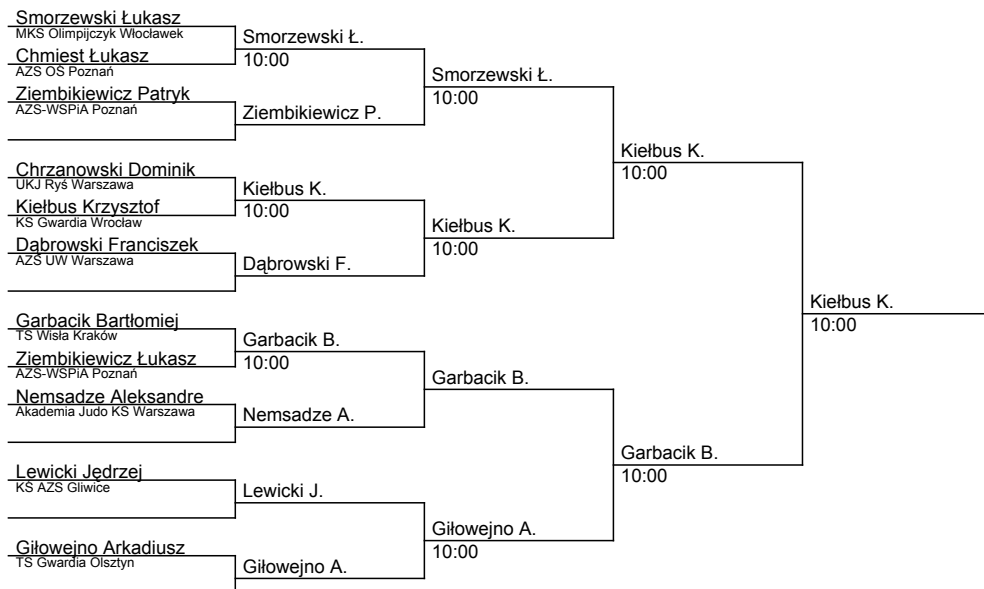 Smorzewski Łukasz
MKS Olimpijczyk Włocławek
Smorzewski Ł.
10:00
Chmiest Łukasz
AZS OŚ Poznań
Smorzewski Ł.
10:00
Ziembikiewicz Patryk
AZS-WSPiA Poznań
Ziembikiewicz P.
Kiełbus K.
10:00
Chrzanowski Dominik
UKJ Ryś Warszawa
Kiełbus K.
10:00
Kiełbus Krzysztof
KS Gwardia Wrocław
Kiełbus K.
10:00
Dąbrowski Franciszek
AZS UW Warszawa
Dąbrowski F.
Kiełbus K.
10:00
Garbacik Bartłomiej
TS Wisła Kraków
Garbacik B.
10:00
Ziembikiewicz Łukasz
AZS-WSPiA Poznań
Garbacik B.
Nemsadze Aleksandre
Akademia Judo KS Warszawa
Nemsadze A.
Garbacik B.
10:00
Lewicki Jędrzej
KŚ AZS Gliwice
Lewicki J.
Giłowejno A.
10:00
Giłowejno Arkadiusz
TS Gwardia Olsztyn
Giłowejno A.